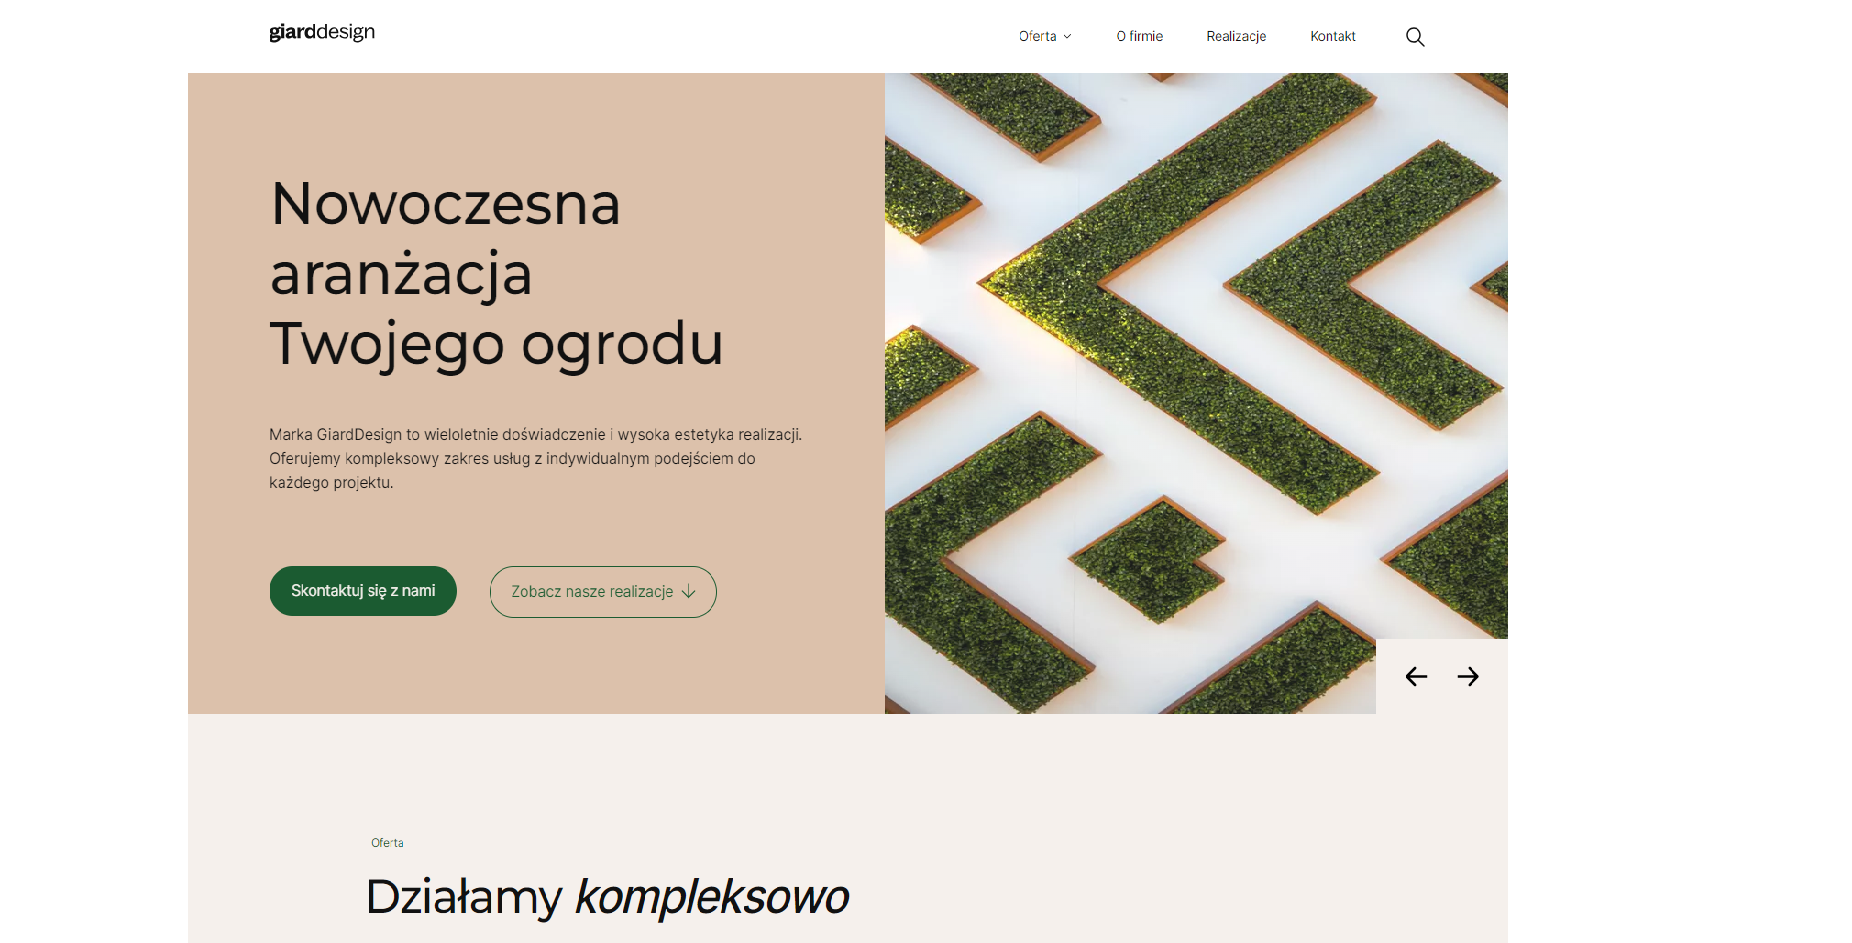 giarddesign
Oferta
O firmie
Realizacje
Kontakt
Nowoczesna
aranżacja
Twojego ogrodu
Marka GiardDesign to wieloletnie doświadczenie i wysoka estetyka realizacji.
Oferujemy kompleksowy zakres usług z indywidualnym podejściem do
każdego projektu.
Skontaktuj się z nami
Zobacz nasze realizacje
Oferta
Działamy kompleksowo